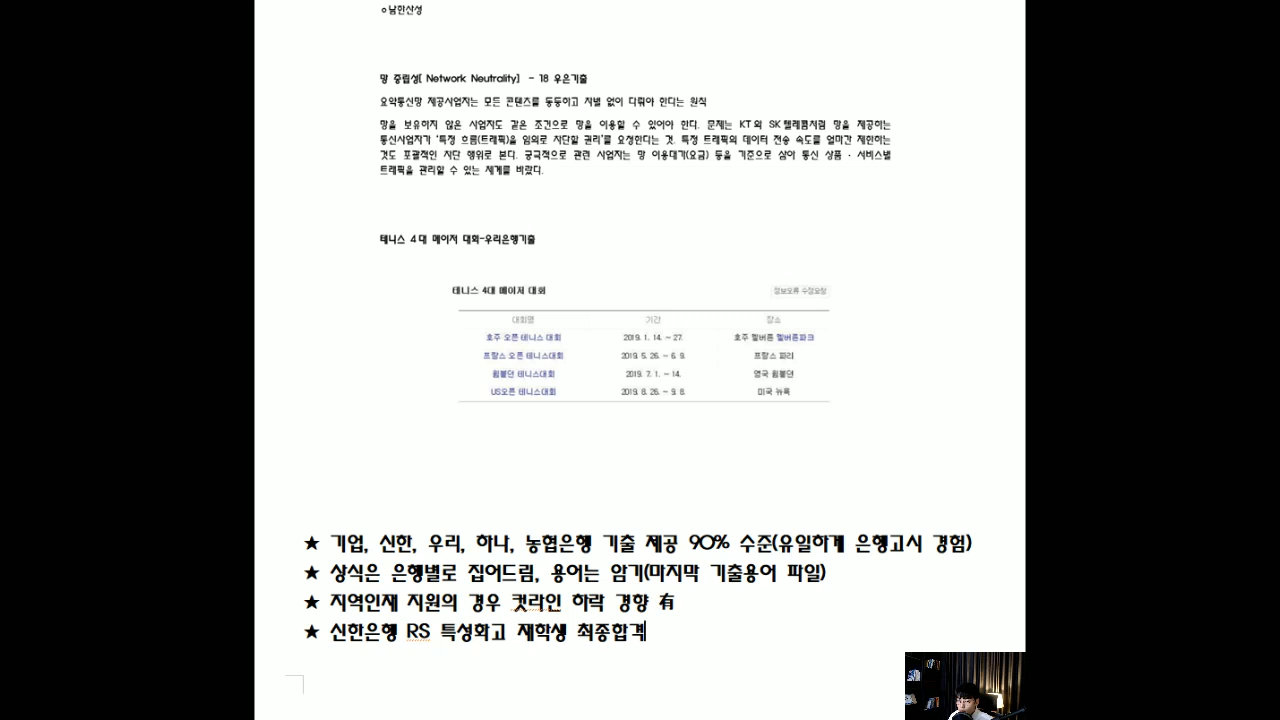 ○남한산성
망 중립성[ Network Neutrality] - 18 우은기출
요약통신망 제공사업자는 모든 콘텐츠를 동등하고 차별 없이 다뤄야 한다는 원칙
망을 보유하지 않은 사업자도 같은 조건으로 망을 이용할 수 있어야 한다. 문제는 KT와 SK텔레콤처럼 망을 제공하는
통신사업자가 '특정 흐름(트래픽)을 임의로 차단할 권리'를 요청한다는 것. 특정 트래픽의 데이터 전송 속도를 얼마간 제한하는
것도 포괄적인 차단 행위로 본다. 궁극적으로 관련 사업자는 망 이용대가(요금) 등을 기준으로 삼아 통신 상품 · 서비스별
트래픽을 관리할 수 있는 체계를 바랐다.
테니스 4대 메이저 대회-우리은행기출
테니스 4대 메이저 대회 정보오류 수정요청
대회명 기간 장소
호주 오픈 테니스 대회 2019. 1. 14. ~ 27. 호주 멜버른 멜버른파크
프랑스 오픈 테니스대회 2019. 5. 26. ~ 6. 9. 프랑스 파리
윔블던 테니스대회 2019. 7. 1. ~ 14. 영국 윔블던
US오픈 테니스대회 2019. 8. 26. ~ 9. 8. 미국 뉴욕
★ 기업, 신한, 우리, 하나, 농협은행 기출 제공 90% 수준(유일하게 은행고시 경험)
★ 상식은 은행별로 집어드림, 용어는 암기(마지막 기출용어 파일)
★ 지역인재 지원의 경우 컷라인 하락 경향 有
★ 신한은행 RS 특성화고 재학생 최종합격